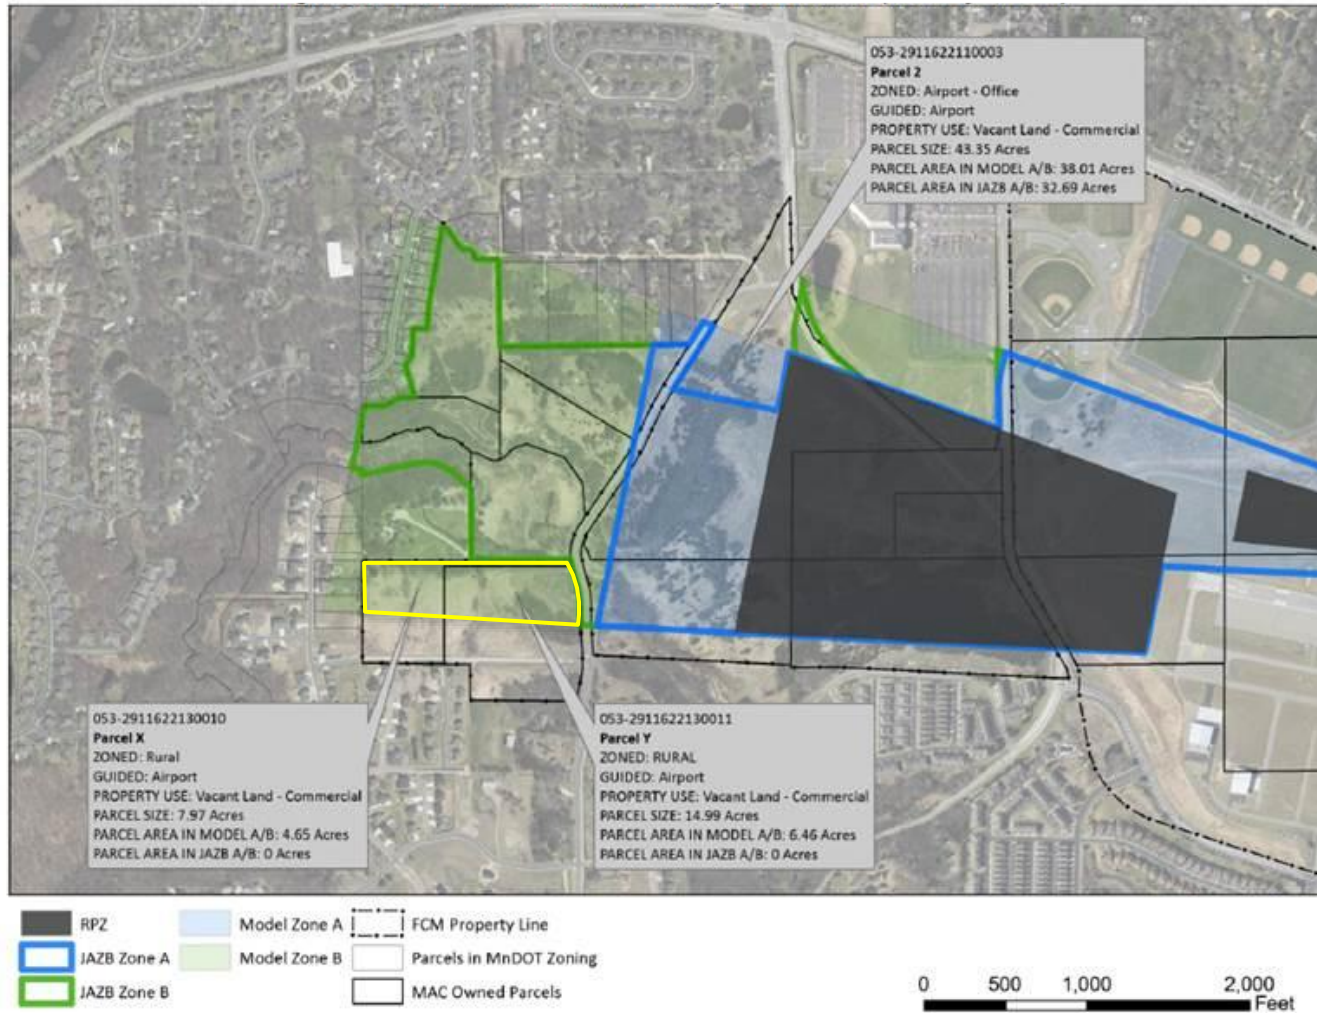 053-2911622110003
Parcel 2
ZONED: Airport - Office
GUIDED: Airport
PROPERTY USE: Vacant Land - Commercial
PARCEL SIZE: 43.35 Acres
PARCEL AREA IN MODEL A/B: 38.01 Acres
PARCEL AREA IN JAZB A/B: 32.69 Acres
053-2911622130010
Parcel X
ZONED: Rural
GUIDED: Airport
PROPERTY USE: Vacant Land - Commercial
PARCEL SIZE: 7.97 Acres
PARCEL AREA IN MODEL A/B: 4.65 Acres
PARCEL AREA IN JAZB A/B: 0 Acres
053-2911622130011
Parcel Y
ZONED: RURAL
GUIDED: Airport
PROPERTY USE: Vacant Land - Commercial
PARCEL SIZE: 14.99 Acres
PARCEL AREA IN MODEL A/B: 6.46 Acres
PARCEL AREA IN JAZB A/B: 0 Acres
RPZ
JAZB Zone A
JAZB Zone B
Model Zone A
Model Zone B
FCM Property Line
Parcels in MnDOT Zoning
MAC Owned Parcels
0 500 1,000 2,000
Feet